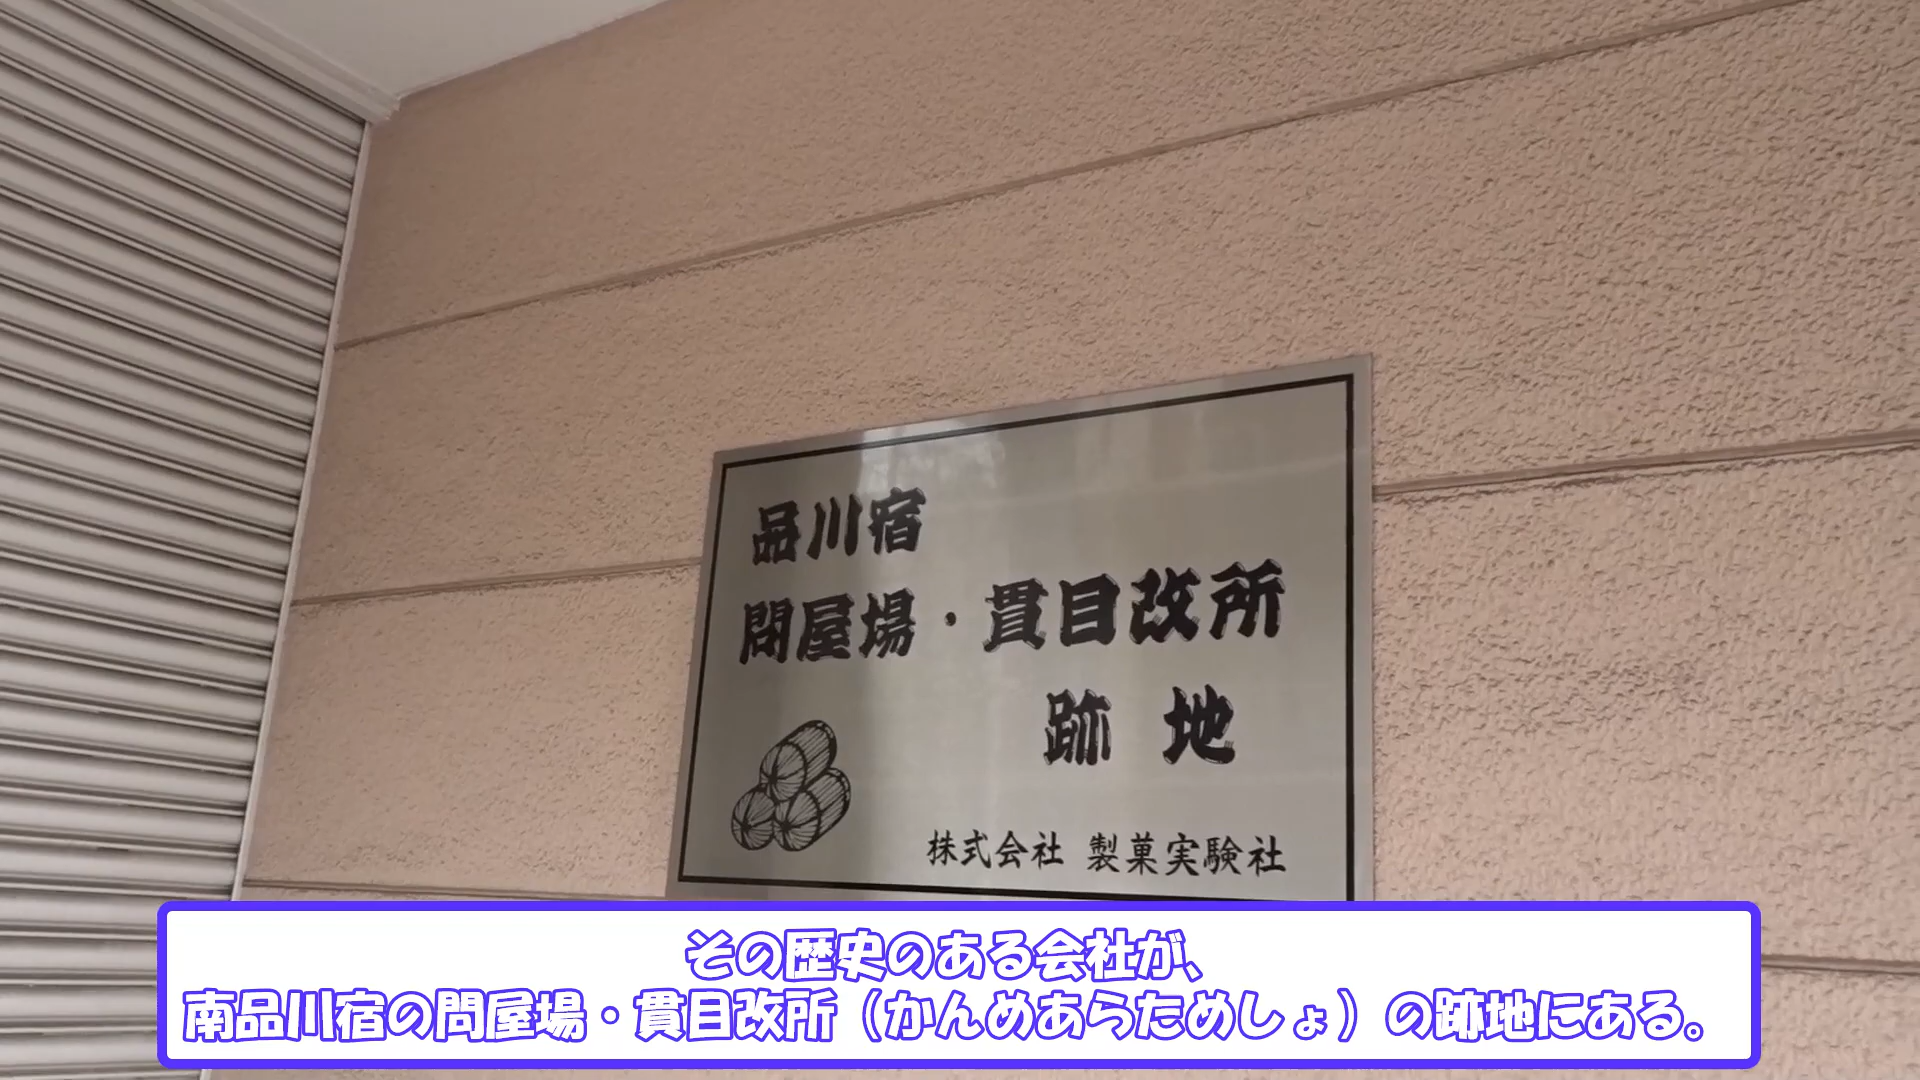 品川宿
問屋場・貫目改所
跡地
株式会社 製菓実験社
その歴史のある会社が、
南品川宿の問屋場・貫目改所（かんめあらためしょ）の跡地にある。